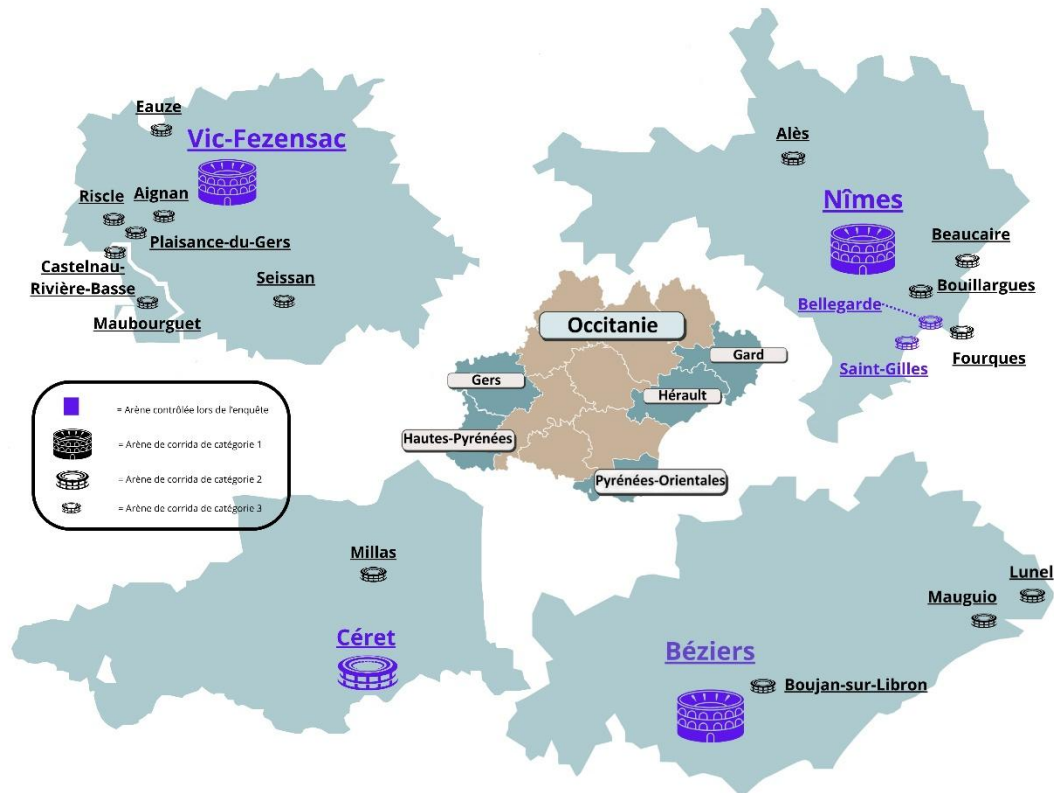 Eauze
Vic-Fezensac
Riscle
Aignan
Plaisance-du-Gers
Castelnau-
Rivière-Basse
Seissan
Maubourguet
Alès
Nîmes
Beaucaire
Bouillargues
Bellegarde
Saint-Gilles
Fourques
Occitanie
Gard
Gers
Hérault
Hautes-Pyrénées
Pyrénées-Orientales
= Arène contrôlée lors de l'enquête
= Arène de corrida de catégorie 1
= Arène de corrida de catégorie 2
= Arène de corrida de catégorie 3
Millas
Céret
Lunel
Mauguio
Béziers
Boujan-sur-Libron